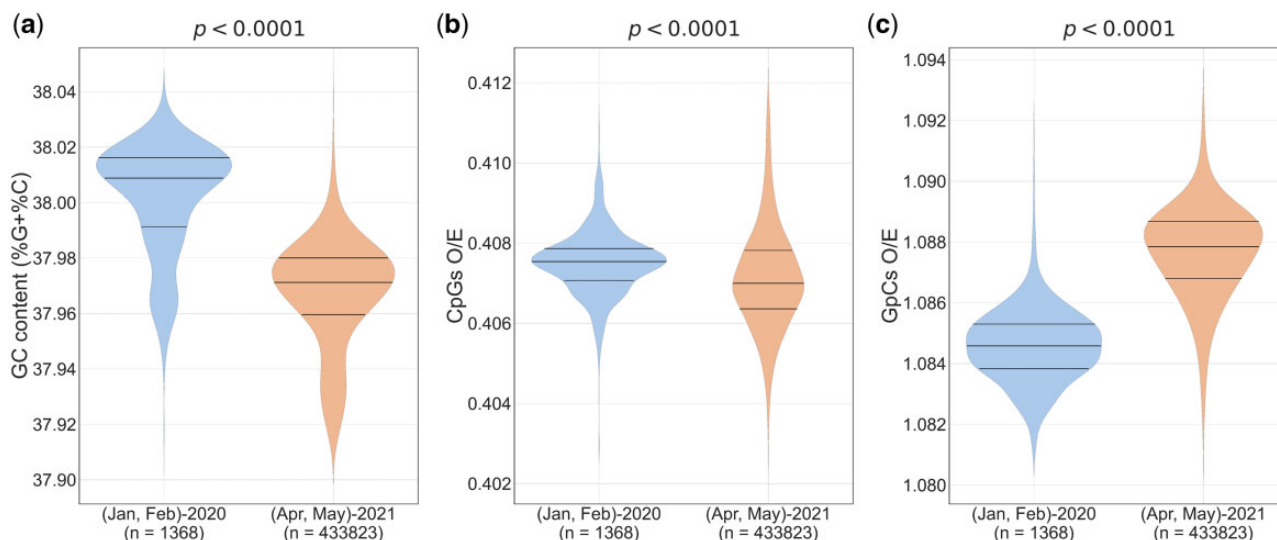 (a)
p < 0.0001
GC content (%G+%C)
38.04
38.02
38.00
37.98
37.96
37.94
37.92
37.90
(Jan, Feb)-2020
(n = 1368)
(Apr, May)-2021
(n = 433823)
(b)
p < 0.0001
CpGs O/E
0.412
0.410
0.408
0.406
0.404
0.402
(Jan, Feb)-2020
(n = 1368)
(Apr, May)-2021
(n = 433823)
(c)
p < 0.0001
GpCs O/E
1.094
1.092
1.090
1.088
1.086
1.084
1.082
1.080
(Jan, Feb)-2020
(n = 1368)
(Apr, May)-2021
(n = 433823)